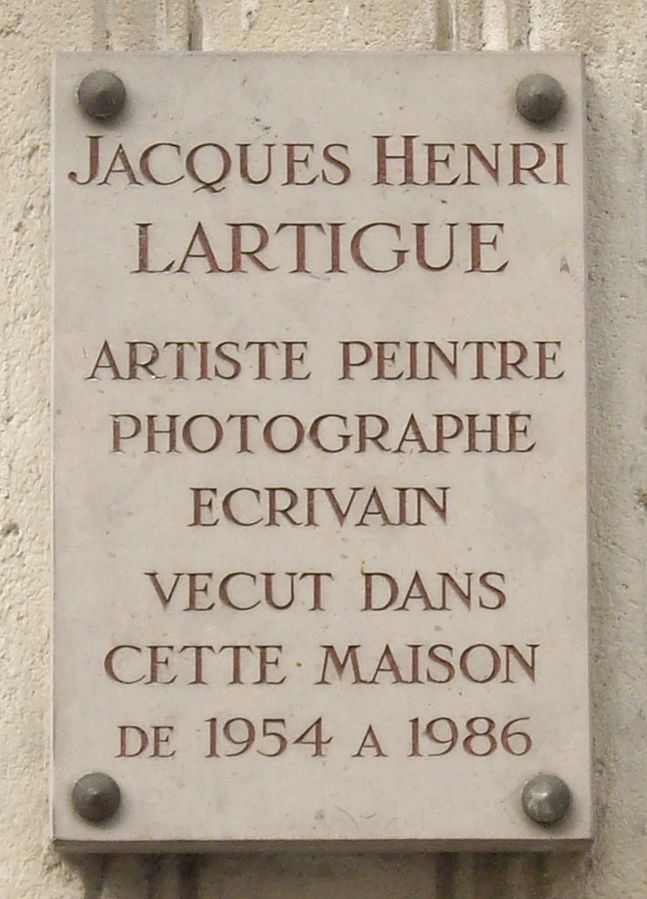 JACQUES HENRI
LARTIGUE
ARTISTE PEINTRE
PHOTOGRAPHE
ECRIVAIN
VECUT DANS
CETTE MAISON
DE 1954 A 1986